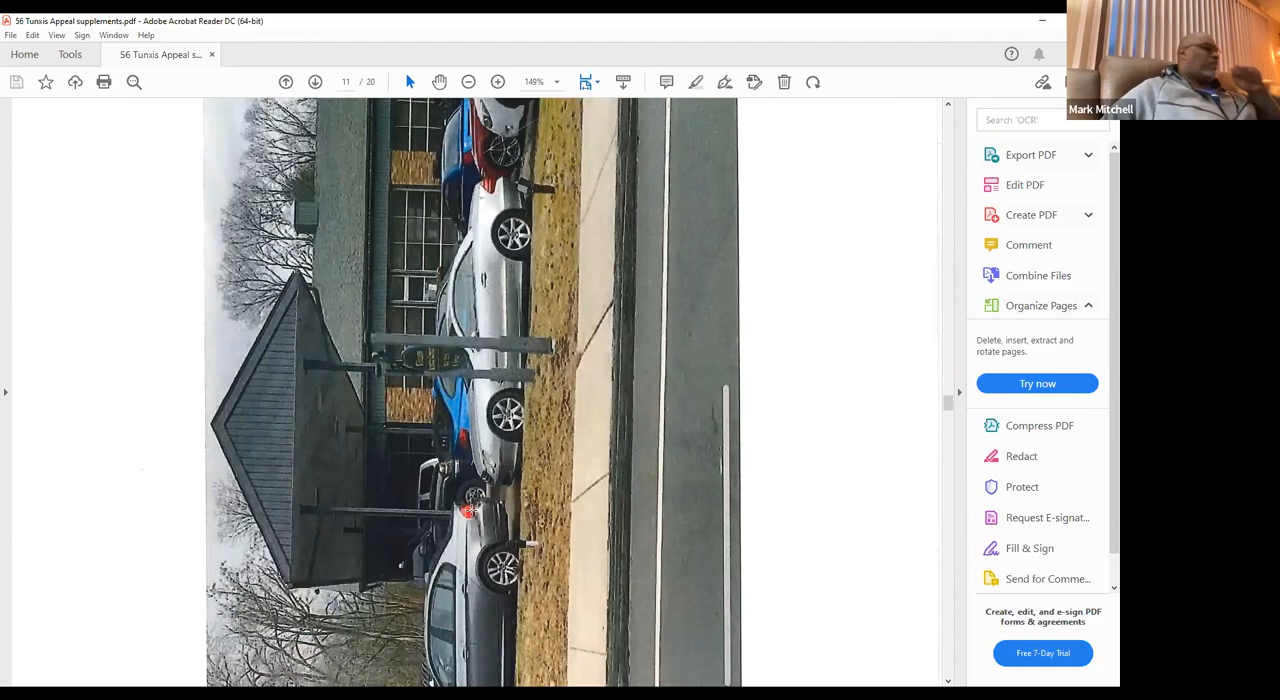 56 Tunxis Appeal supplements.pdf - Adobe Acrobat Reader DC (64-bit)
File Edit View Sign Window Help
Home Tools 56 Tunxis Appeal s... ×
11 / 20 149%
Mark Mitchell
Search 'OCR'
Export PDF
Edit PDF
Create PDF
Comment
Combine Files
Organize Pages
Delete, insert, extract and
rotate pages.
Try now
Compress PDF
Redact
Protect
Request E-signat...
Fill & Sign
Send for Comme...
Create, edit, and e-sign PDF
forms & agreements
Free 7-Day Trial